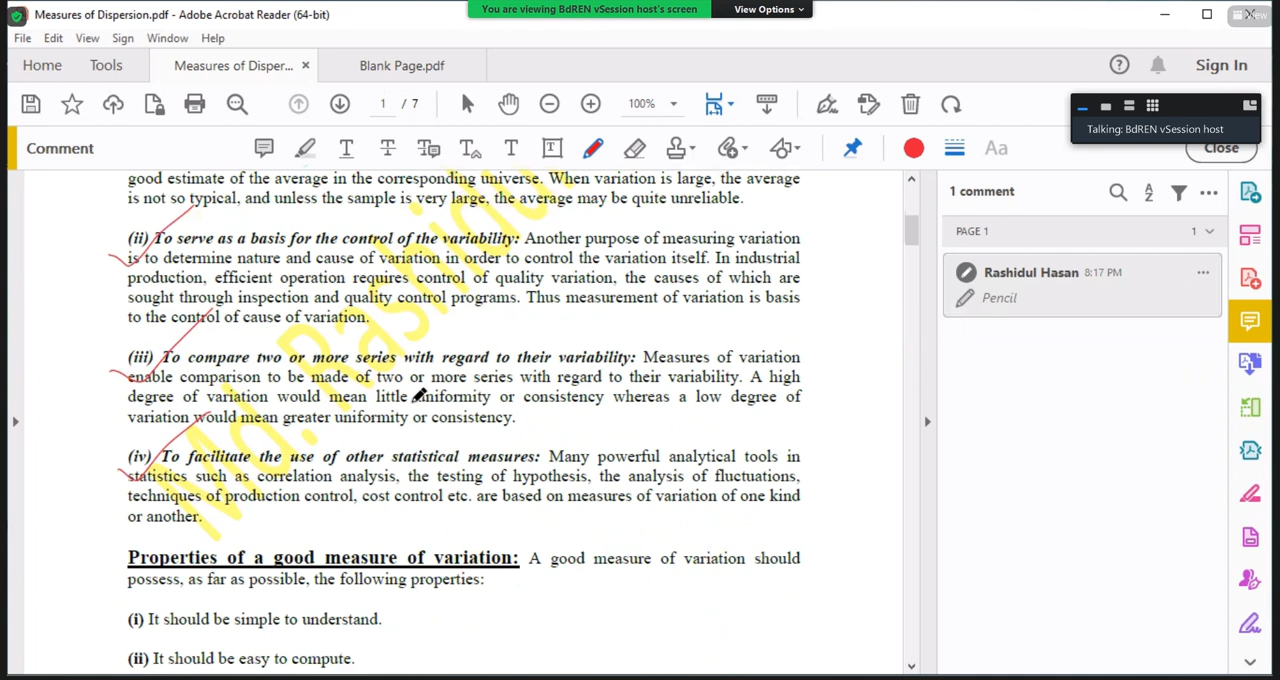 Measures of Dispersion.pdf - Adobe Acrobat Reader (64-bit)
You are viewing BdREN vSession host's screen
View Options
View
File Edit View Sign Window Help
Home Tools Measures of Disper... × Blank Page.pdf Sign In
1 / 7 100%
Talking: BdREN vSession host
Comment
Aa
Close
good estimate of the average in the corresponding universe. When variation is large, the average
is not so typical, and unless the sample is very large, the average may be quite unreliable.
(ii) To serve as a basis for the control of the variability: Another purpose of measuring variation
is to determine nature and cause of variation in order to control the variation itself. In industrial
production, efficient operation requires control of quality variation, the causes of which are
sought through inspection and quality control programs. Thus measurement of variation is basis
to the control of cause of variation.
(iii) To compare two or more series with regard to their variability: Measures of variation
enable comparison to be made of two or more series with regard to their variability. A high
degree of variation would mean little uniformity or consistency whereas a low degree of
variation would mean greater uniformity or consistency.
(iv) To facilitate the use of other statistical measures: Many powerful analytical tools in
statistics such as correlation analysis, the testing of hypothesis, the analysis of fluctuations,
techniques of production control, cost control etc. are based on measures of variation of one kind
or another.
Properties of a good measure of variation: A good measure of variation should
possess, as far as possible, the following properties:
(i) It should be simple to understand.
(ii) It should be easy to compute.
Md. Rashidul
1 comment
PAGE 1 1
Rashidul Hasan 8:17 PM
Pencil